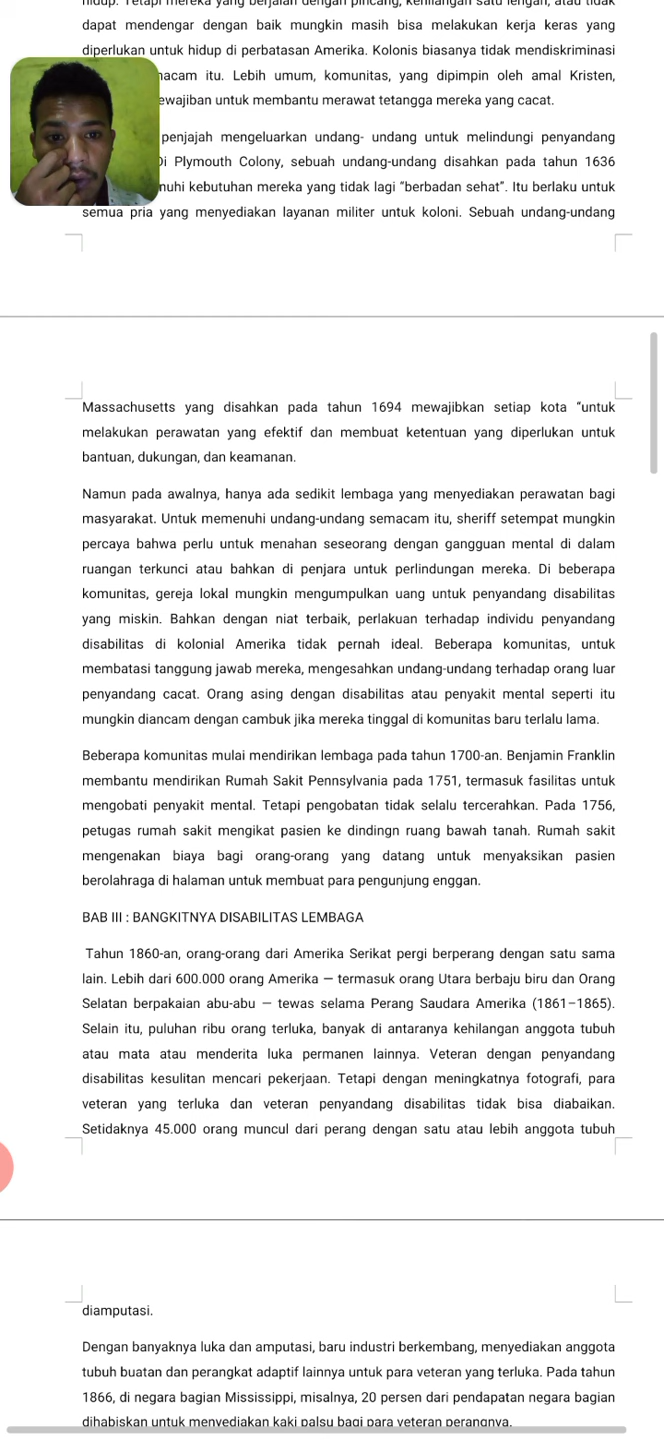 hidup. Tetapi mereka yang berjalan dengan pincang, kehilangan satu lengan, atau tidak
dapat mendengar dengan baik mungkin masih bisa melakukan kerja keras yang
diperlukan untuk hidup di perbatasan Amerika. Kolonis biasanya tidak mendiskriminasi
macam itu. Lebih umum, komunitas, yang dipimpin oleh amal Kristen,
ewajiban untuk membantu merawat tetangga mereka yang cacat.
penjajah mengeluarkan undang- undang untuk melindungi penyandang
Di Plymouth Colony, sebuah undang-undang disahkan pada tahun 1636
nuhi kebutuhan mereka yang tidak lagi “berbadan sehat”. Itu berlaku untuk
semua pria yang menyediakan layanan militer untuk koloni. Sebuah undang-undang
Massachusetts yang disahkan pada tahun 1694 mewajibkan setiap kota “untuk
melakukan perawatan yang efektif dan membuat ketentuan yang diperlukan untuk
bantuan, dukungan, dan keamanan.
Namun pada awalnya, hanya ada sedikit lembaga yang menyediakan perawatan bagi
masyarakat. Untuk memenuhi undang-undang semacam itu, sheriff setempat mungkin
percaya bahwa perlu untuk menahan seseorang dengan gangguan mental di dalam
ruangan terkunci atau bahkan di penjara untuk perlindungan mereka. Di beberapa
komunitas, gereja lokal mungkin mengumpulkan uang untuk penyandang disabilitas
yang miskin. Bahkan dengan niat terbaik, perlakuan terhadap individu penyandang
disabilitas di kolonial Amerika tidak pernah ideal. Beberapa komunitas, untuk
membatasi tanggung jawab mereka, mengesahkan undang-undang terhadap orang luar
penyandang cacat. Orang asing dengan disabilitas atau penyakit mental seperti itu
mungkin diancam dengan cambuk jika mereka tinggal di komunitas baru terlalu lama.
Beberapa komunitas mulai mendirikan lembaga pada tahun 1700-an. Benjamin Franklin
membantu mendirikan Rumah Sakit Pennsylvania pada 1751, termasuk fasilitas untuk
mengobati penyakit mental. Tetapi pengobatan tidak selalu tercerahkan. Pada 1756,
petugas rumah sakit mengikat pasien ke dindingn ruang bawah tanah. Rumah sakit
mengenakan biaya bagi orang-orang yang datang untuk menyaksikan pasien
berolahraga di halaman untuk membuat para pengunjung enggan.
BAB III : BANGKITNYA DISABILITAS LEMBAGA
Tahun 1860-an, orang-orang dari Amerika Serikat pergi berperang dengan satu sama
lain. Lebih dari 600.000 orang Amerika — termasuk orang Utara berbaju biru dan Orang
Selatan berpakaian abu-abu — tewas selama Perang Saudara Amerika (1861–1865).
Selain itu, puluhan ribu orang terluka, banyak di antaranya kehilangan anggota tubuh
atau mata atau menderita luka permanen lainnya. Veteran dengan penyandang
disabilitas kesulitan mencari pekerjaan. Tetapi dengan meningkatnya fotografi, para
veteran yang terluka dan veteran penyandang disabilitas tidak bisa diabaikan.
Setidaknya 45.000 orang muncul dari perang dengan satu atau lebih anggota tubuh
diamputasi.
Dengan banyaknya luka dan amputasi, baru industri berkembang, menyediakan anggota
tubuh buatan dan perangkat adaptif lainnya untuk para veteran yang terluka. Pada tahun
1866, di negara bagian Mississippi, misalnya, 20 persen dari pendapatan negara bagian
dihabiskan untuk menyediakan kaki palsu bagi para veteran perangnya.